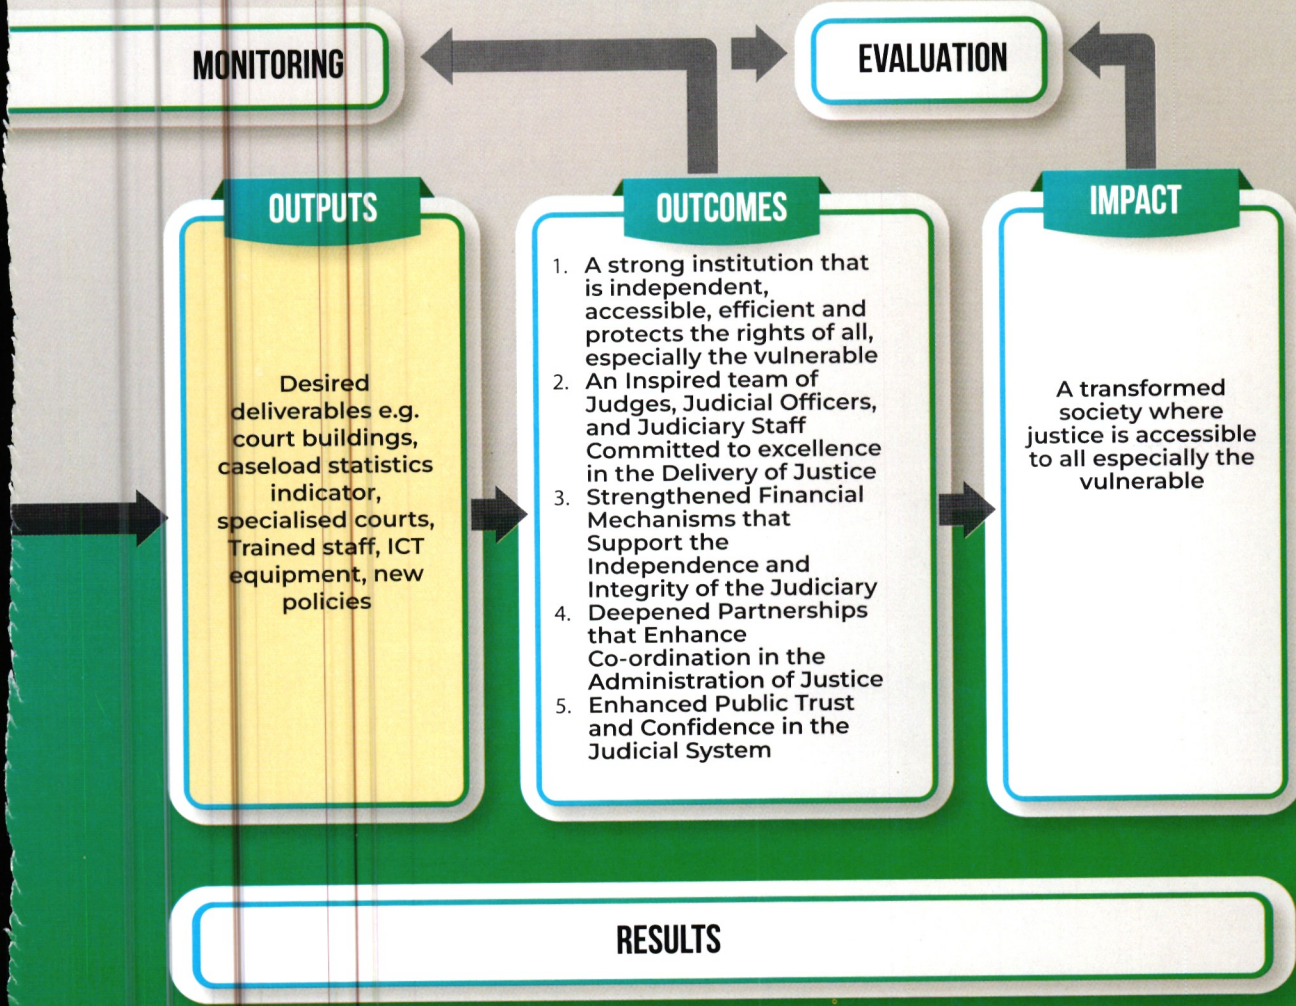 MONITORING
EVALUATION
OUTPUTS
Desired
deliverables e.g.
court buildings,
caseload statistics
indicator,
specialised courts,
Trained staff, ICT
equipment, new
policies
OUTCOMES
1. A strong institution that
is independent,
accessible, efficient and
protects the rights of all,
especially the vulnerable
2. An Inspired team of
Judges, Judicial Officers,
and Judiciary Staff
Committed to excellence
in the Delivery of Justice
3. Strengthened Financial
Mechanisms that
Support the
Independence and
Integrity of the Judiciary
4. Deepened Partnerships
that Enhance
Co-ordination in the
Administration of Justice
5. Enhanced Public Trust
and Confidence in the
Judicial System
IMPACT
A transformed
society where
justice is accessible
to all especially the
vulnerable
RESULTS